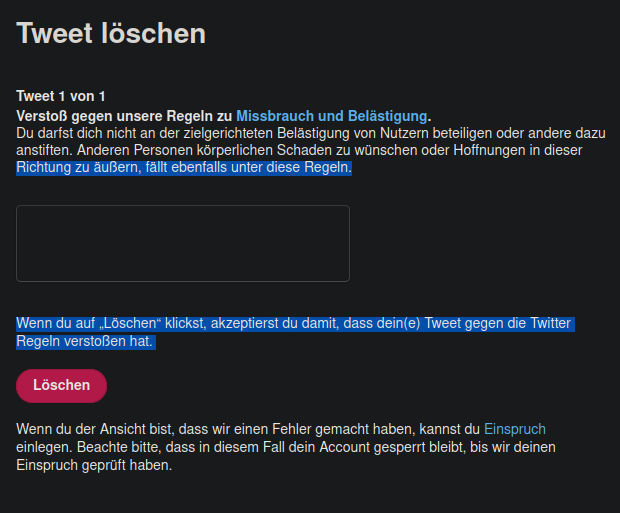 Tweet löschen
Tweet 1 von 1
Verstoß gegen unsere Regeln zu Missbrauch und Belästigung.
Du darfst dich nicht an der zielgerichteten Belästigung von Nutzern beteiligen oder andere dazu
anstiften. Anderen Personen körperlichen Schaden zu wünschen oder Hoffnungen in dieser
Richtung zu äußern, fällt ebenfalls unter diese Regeln.
Wenn du auf „Löschen“ klickst, akzeptierst du damit, dass dein(e) Tweet gegen die Twitter
Regeln verstoßen hat.
Löschen
Wenn du der Ansicht bist, dass wir einen Fehler gemacht haben, kannst du Einspruch
einlegen. Beachte bitte, dass in diesem Fall dein Account gesperrt bleibt, bis wir deinen
Einspruch geprüft haben.